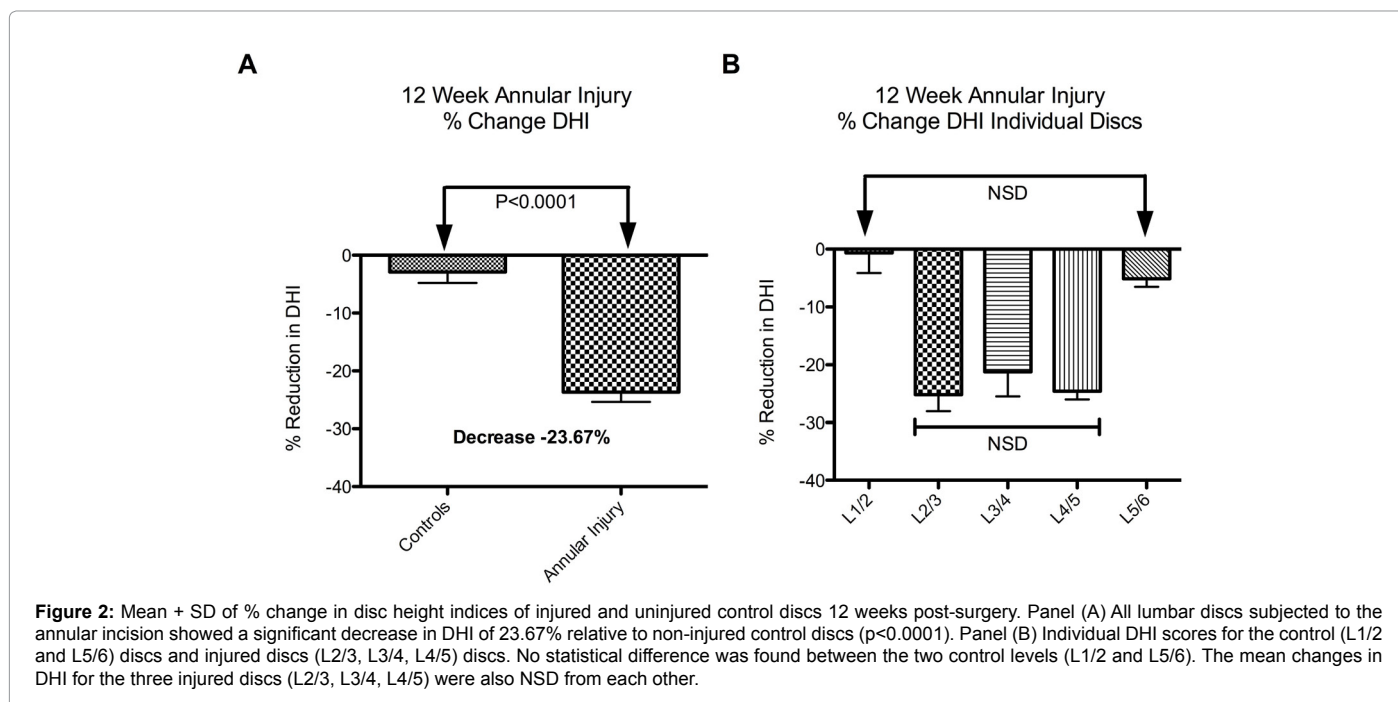 A
12 Week Annular Injury
% Change DHI
P<0.0001
% Reduction in DHI
0
-10
-20
-30
-40
Decrease -23.67%
Controls
Annular Injury
B
12 Week Annular Injury
% Change DHI Individual Discs
NSD
% Reduction in DHI
0
-10
-20
-30
-40
NSD
L1/2
L2/3
L3/4
L4/5
L5/6
Figure 2: Mean + SD of % change in disc height indices of injured and uninjured control discs 12 weeks post-surgery. Panel (A) All lumbar discs subjected to the
annular incision showed a significant decrease in DHI of 23.67% relative to non-injured control discs (p<0.0001). Panel (B) Individual DHI scores for the control (L1/2
and L5/6) discs and injured discs (L2/3, L3/4, L4/5) discs. No statistical difference was found between the two control levels (L1/2 and L5/6). The mean changes in
DHI for the three injured discs (L2/3, L3/4, L4/5) were also NSD from each other.